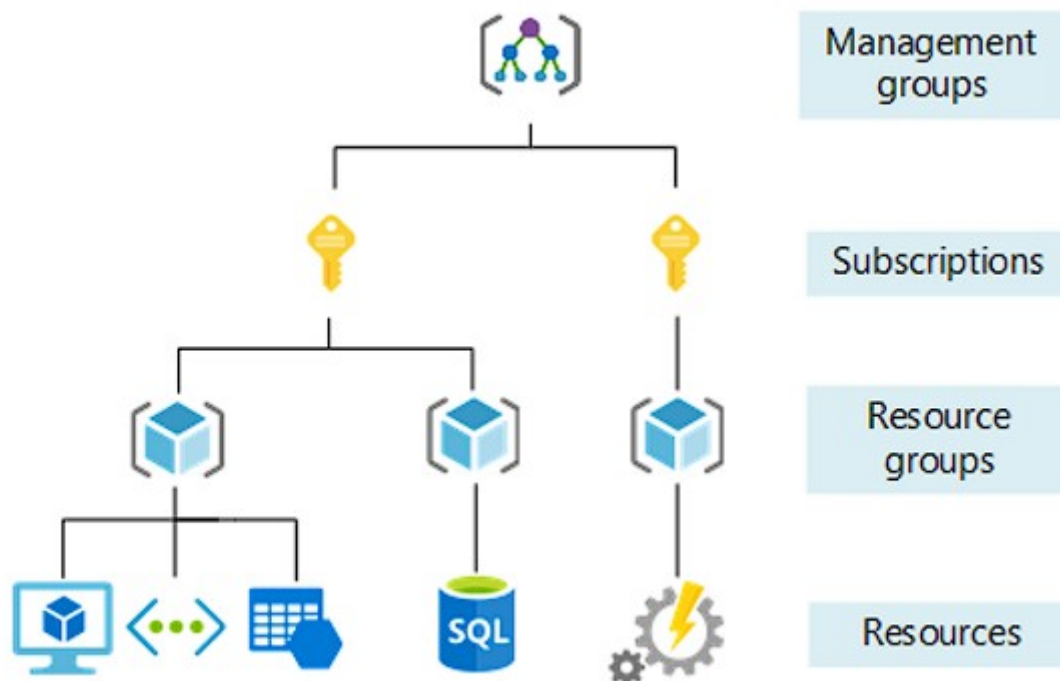 Management
groups
Subscriptions
Resource
groups
SQL
Resources